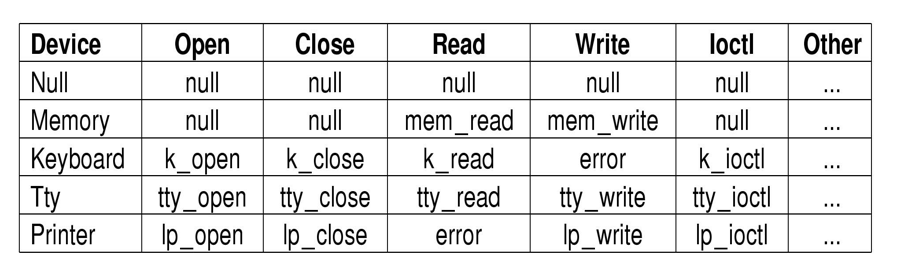 Device Open Close Read Write Ioctl Other
Null null null null null null ...
Memory null null mem_read mem_write null ...
Keyboard k_open k_close k_read error k_ioctl ...
Tty tty_open tty_close tty_read tty_write tty_ioctl ...
Printer lp_open lp_close error lp_write lp_ioctl ...